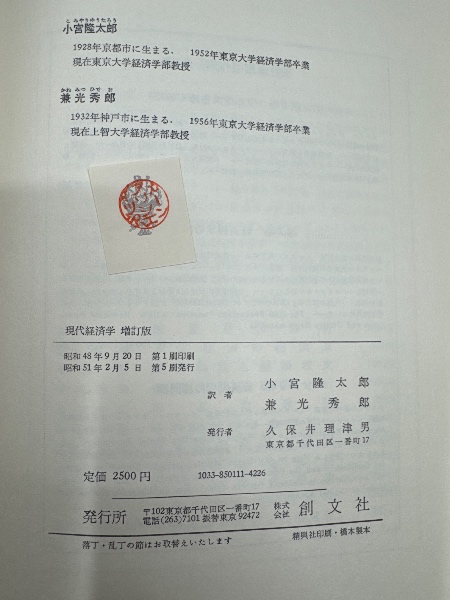 こみやりゆうたろう
小宮隆太郎
1928年京都市に生まる. 1952年東京大学経済学部卒業
現在東京大学経済学部教授
かねみつひでお
兼光秀郎
1932年神戸市に生まる. 1956年東京大学経済学部卒業
現在上智大学経済学部教授
現代経済学 増訂版
昭和48年9月20日 第1刷印刷
昭和51年2月5日 第5刷発行
訳者 小宮隆太郎
兼光秀郎
発行者 久保井理津男
東京都千代田区一番町17
定価 2500円 1033-850111-4226
発行所 〒102東京都千代田区一番町17 株式会社 創文社
電話(263)7101 振替東京92472
落丁・乱丁の節はお取替えいたします 精興社印刷・橋本製本